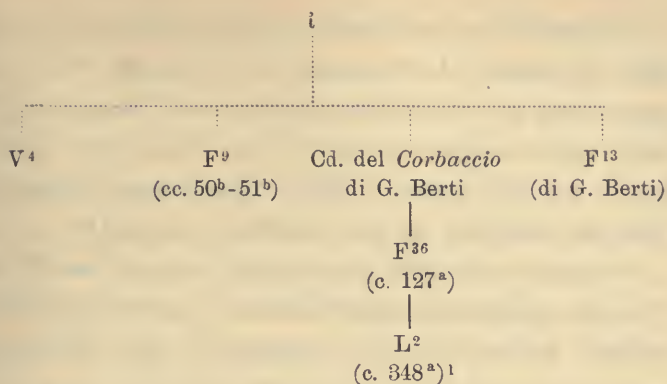 i
V⁴ F⁹ Cd. del Corbaccio F¹³
(cc. 50ᵇ-51ᵇ) di G. Berti (di G. Berti)
F³⁶
(c. 127ᵃ)
L²
(c. 348ᵃ)¹